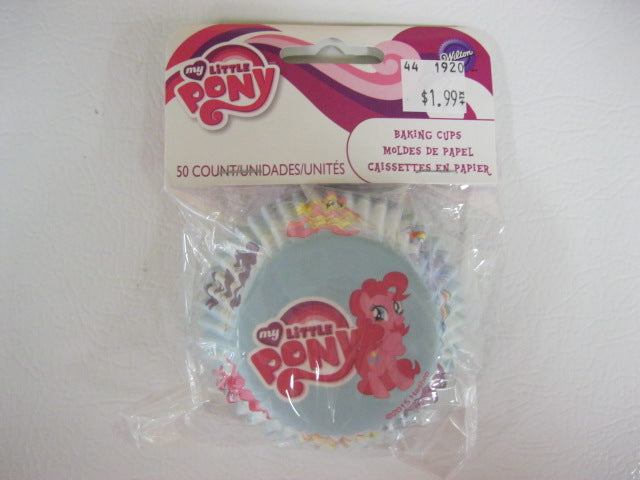 my LITTLE PONY
Wilton
44 1920
$1.99
BAKING CUPS
MOLDES DE PAPEL
CAISSETTES EN PAPIER
50 COUNT/UNIDADES/UNITÉS
my LITTLE PONY